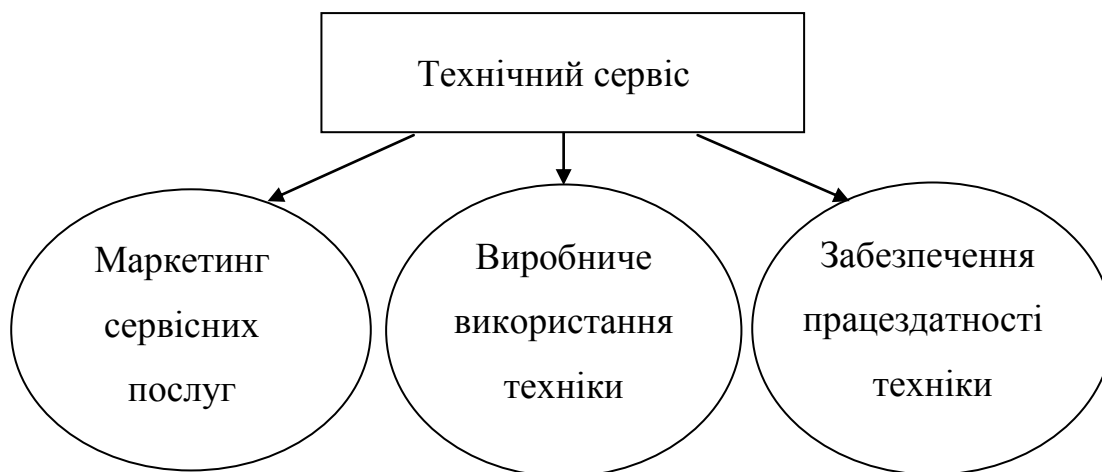 Технічний сервіс
Маркетинг
сервісних
послуг
Виробниче
використання
техніки
Забезпечення
працездатності
техніки